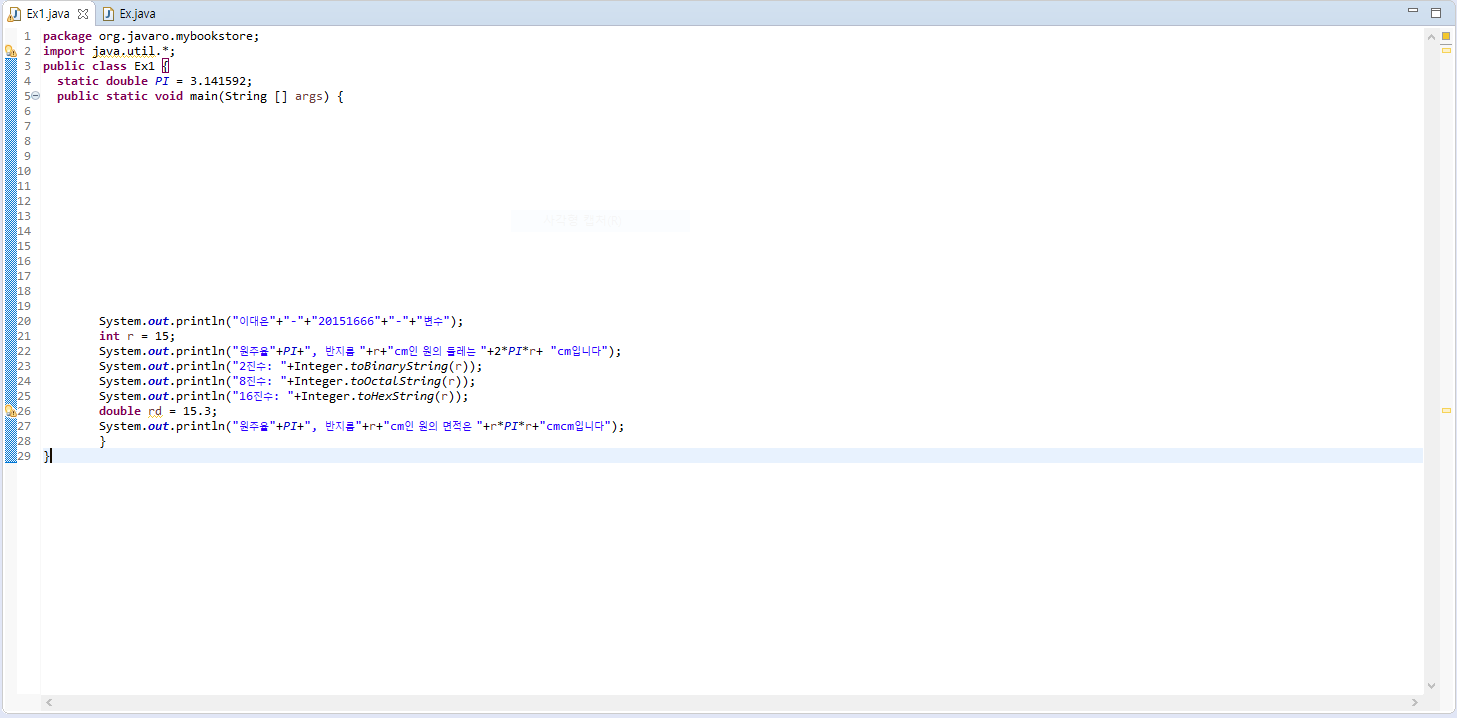 Ex1.java Ex.java
1 package org.javaro.mybookstore;
2 import java.util.*;
3 public class Ex1 {
4 static double PI = 3.141592;
5 public static void main(String [] args) {
6
7
8
9
10
11
12
13
14
15
16
17
18
19
20 System.out.println("이대은"+"-"+"20151666"+"-"+"변수");
21 int r = 15;
22 System.out.println("원주율"+PI+", 반지름 "+r+"cm인 원의 둘레는 "+2*PI*r+ "cm입니다");
23 System.out.println("2진수: "+Integer.toBinaryString(r));
24 System.out.println("8진수: "+Integer.toOctalString(r));
25 System.out.println("16진수: "+Integer.toHexString(r));
26 double rd = 15.3;
27 System.out.println("원주율"+PI+", 반지름"+r+"cm인 원의 면적은 "+r*PI*r+"cmcm입니다");
28 }
29 }